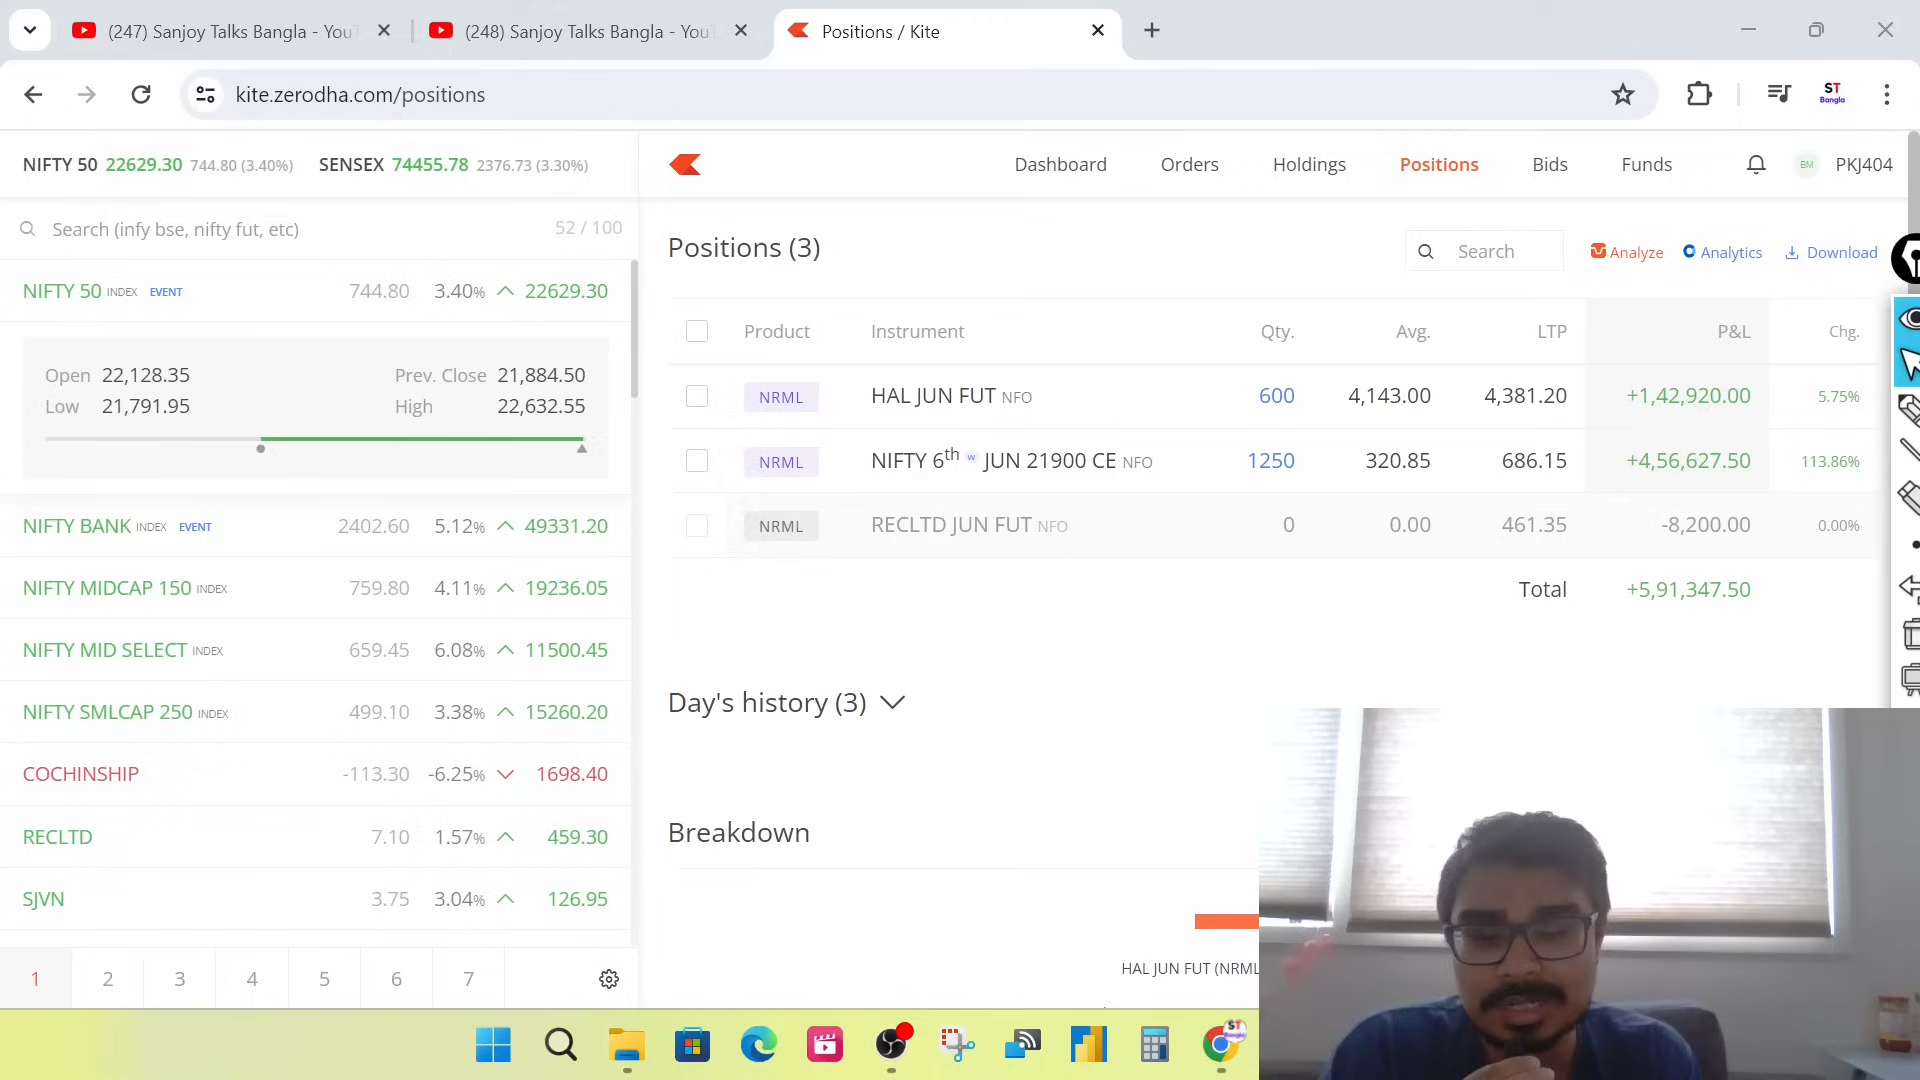 (247) Sanjoy Talks Bangla - YouT
(248) Sanjoy Talks Bangla - YouT
Positions / Kite
kite.zerodha.com/positions
ST
Bangla
NIFTY 50 22629.30 744.80 (3.40%) SENSEX 74455.78 2376.73 (3.30%)
Dashboard Orders Holdings Positions Bids Funds BM PKJ404
Search (infy bse, nifty fut, etc) 52 / 100
NIFTY 50 INDEX EVENT 744.80 3.40% 22629.30
Open 22,128.35 Prev. Close 21,884.50
Low 21,791.95 High 22,632.55
NIFTY BANK INDEX EVENT 2402.60 5.12% 49331.20
NIFTY MIDCAP 150 INDEX 759.80 4.11% 19236.05
NIFTY MID SELECT INDEX 659.45 6.08% 11500.45
NIFTY SMLCAP 250 INDEX 499.10 3.38% 15260.20
COCHINSHIP -113.30 -6.25% 1698.40
RECLTD 7.10 1.57% 459.30
SJVN 3.75 3.04% 126.95
1 2 3 4 5 6 7
Positions (3)
Search Analyze Analytics Download
Product Instrument Qty. Avg. LTP P&L Chg.
NRML HAL JUN FUT NFO 600 4,143.00 4,381.20 +1,42,920.00 5.75%
NRML NIFTY 6th w JUN 21900 CE NFO 1250 320.85 686.15 +4,56,627.50 113.86%
NRML RECLTD JUN FUT NFO 0 0.00 461.35 -8,200.00 0.00%
Total +5,91,347.50
Day's history (3)
Breakdown
HAL JUN FUT (NRML
ST